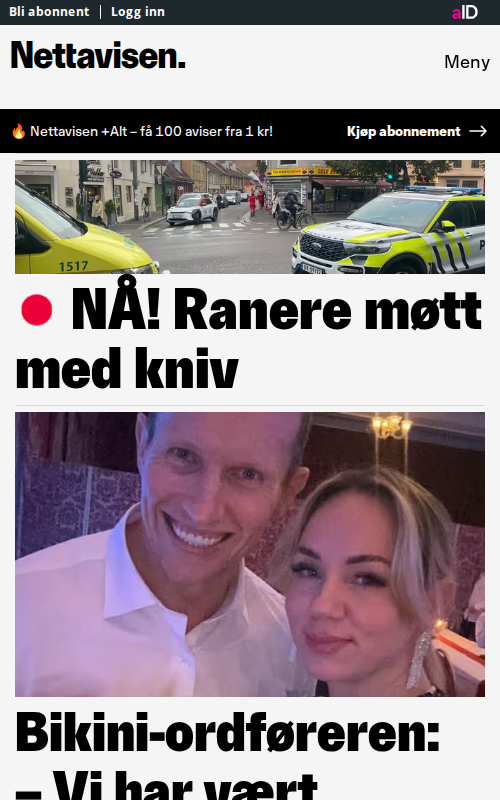 Bli abonnent | Logg inn
aID
Nettavisen.
Meny
🔥 Nettavisen +Alt – få 100 aviser fra 1 kr!
Kjøp abonnement →
1517
NÅ! Ranere møtt
med kniv
Bikini-ordføreren:
– Vi har vært